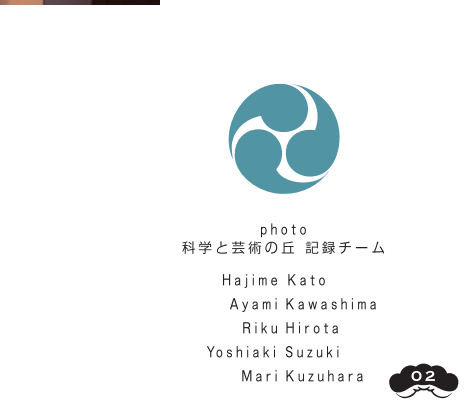 photo
科学と芸術の丘 記録チーム
Hajime Kato
Ayami Kawashima
Riku Hirota
Yoshiaki Suzuki
Mari Kuzuhara
02